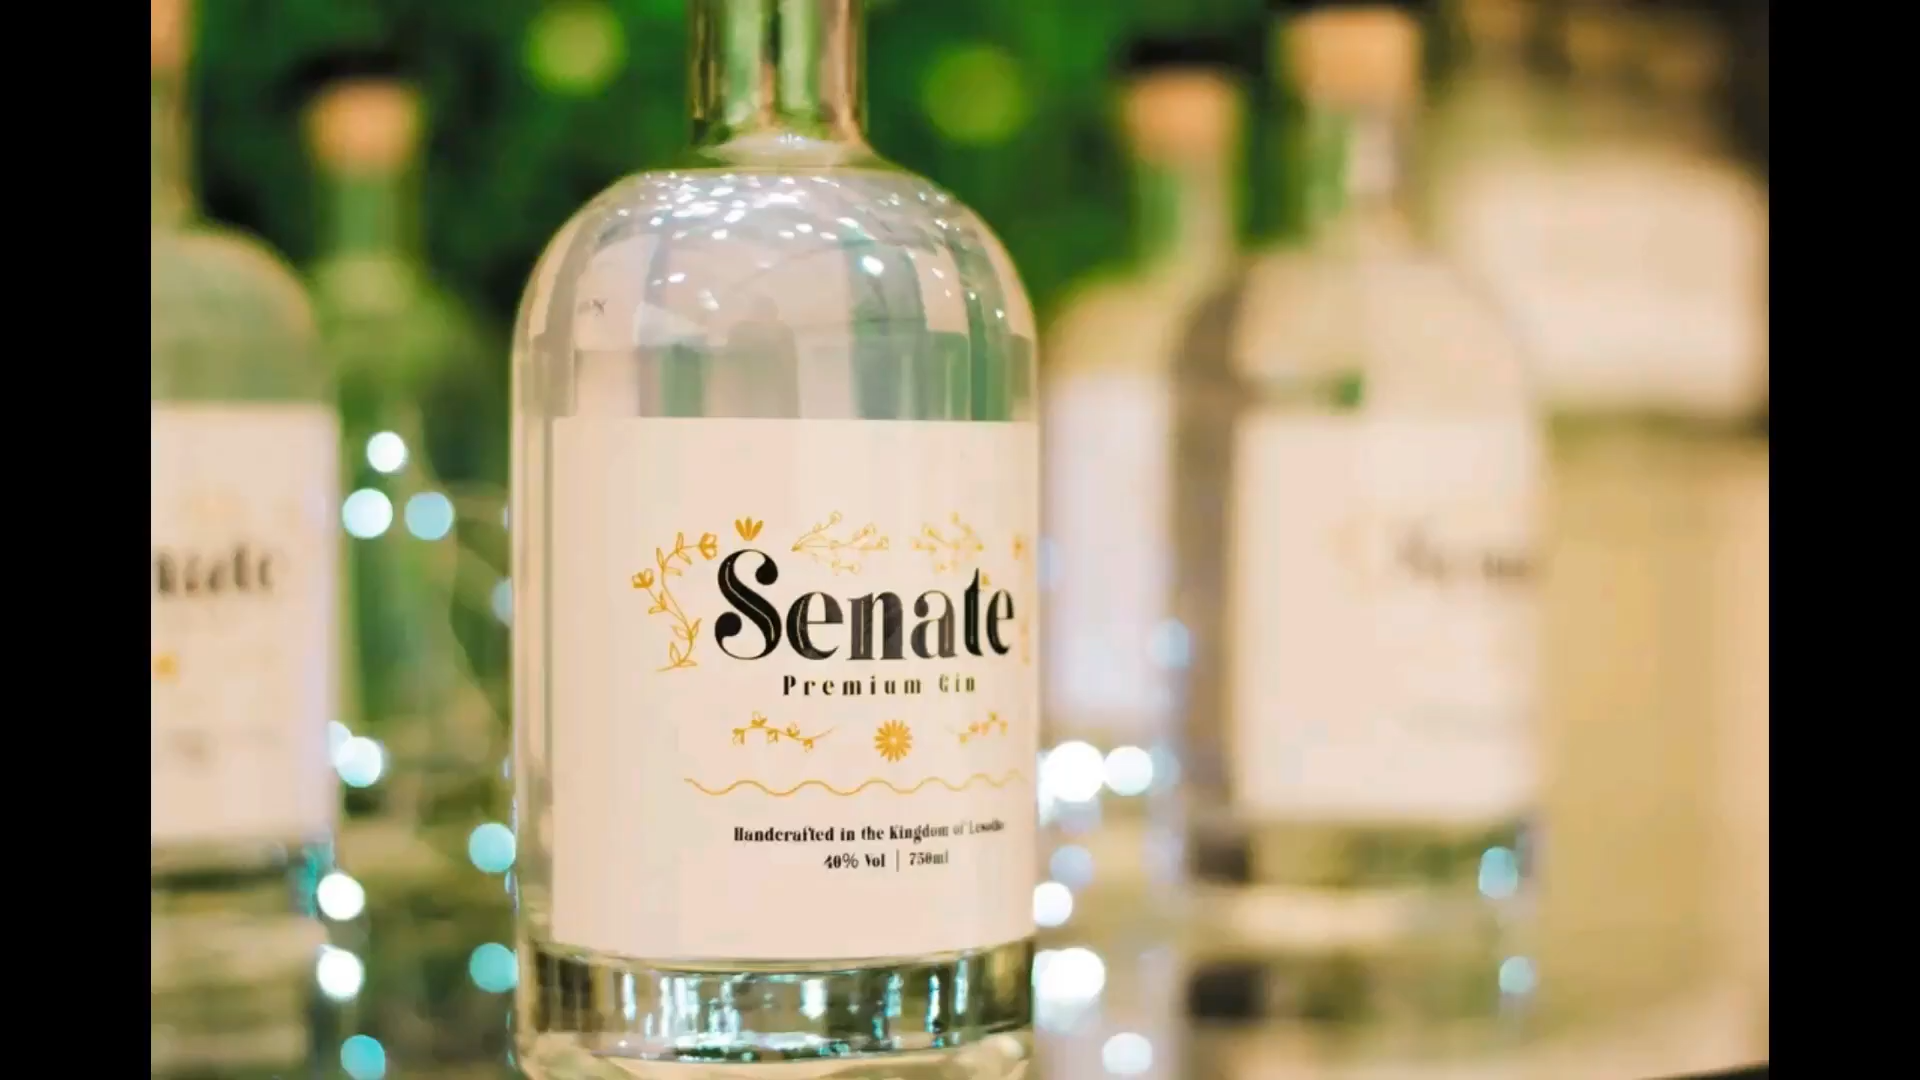 Senate
Premium Gin
Handcrafted in the Kingdom of Lesotho
40% Vol | 750ml